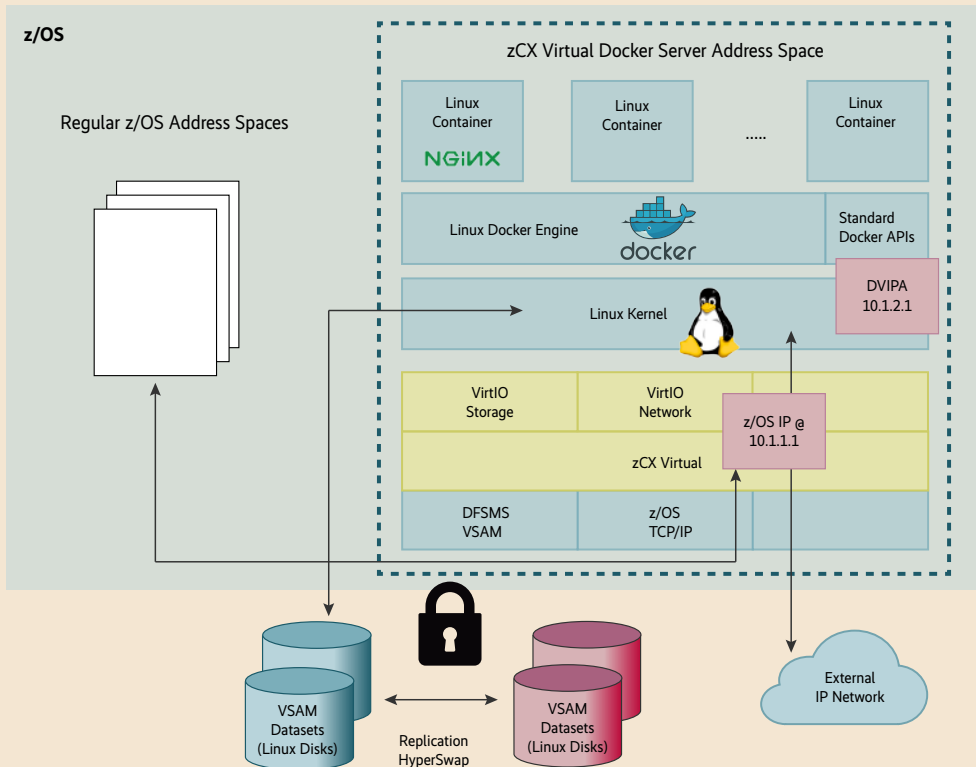 z/OS
zCX Virtual Docker Server Address Space
Regular z/OS Address Spaces
Linux
Container
NGINX
Linux
Container
.....
Linux
Container
Linux Docker Engine
docker
Standard
Docker APIs
DVIPA
10.1.2.1
Linux Kernel
VirtIO
Storage
VirtIO
Network
z/OS IP @
10.1.1.1
zCX Virtual
DFSMS
VSAM
z/OS
TCP/IP
VSAM
Datasets
(Linux Disks)
Replication
HyperSwap
VSAM
Datasets
(Linux Disks)
External
IP Network